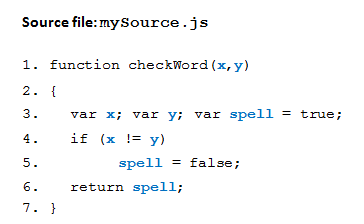 Source file: mySource.js
1. function checkWord(x,y)
2. {
3. var x; var y; var spell = true;
4. if (x != y)
5. spell = false;
6. return spell;
7. }